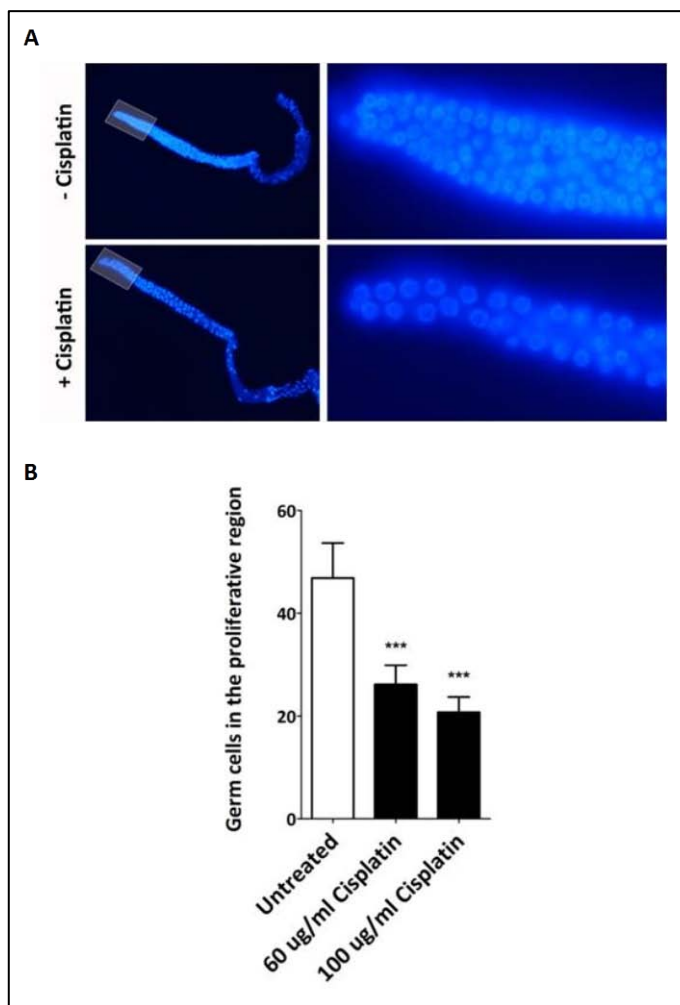 A
- Cisplatin
+ Cisplatin
B
Germ cells in the proliferative region
60
40
20
0
***
***
Untreated
60 ug/ml Cisplatin
100 ug/ml Cisplatin